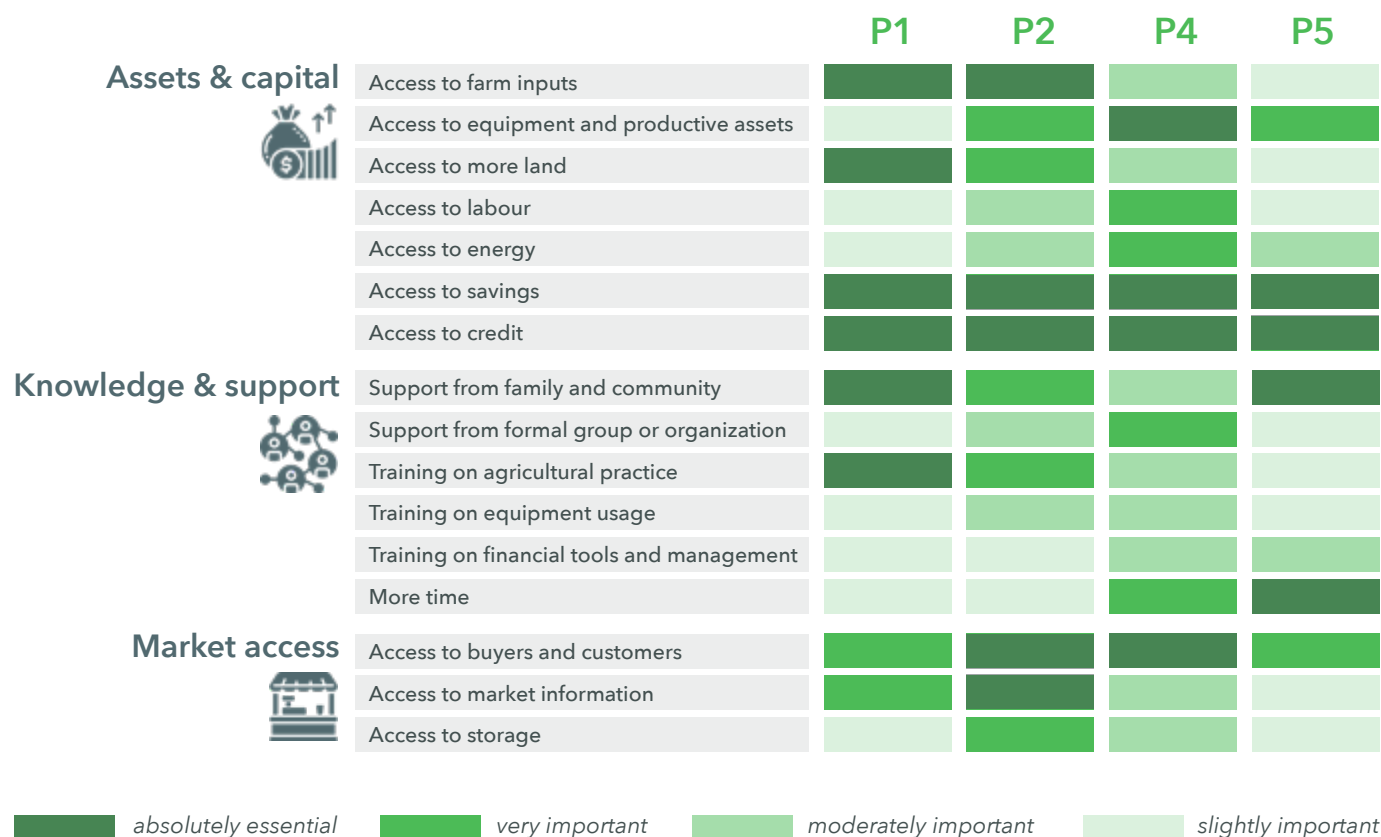 P1 P2 P4 P5
Assets & capital
Access to farm inputs
Access to equipment and productive assets
Access to more land
Access to labour
Access to energy
Access to savings
Access to credit
Knowledge & support
Support from family and community
Support from formal group or organization
Training on agricultural practice
Training on equipment usage
Training on financial tools and management
More time
Market access
Access to buyers and customers
Access to market information
Access to storage
absolutely essential very important moderately important slightly important